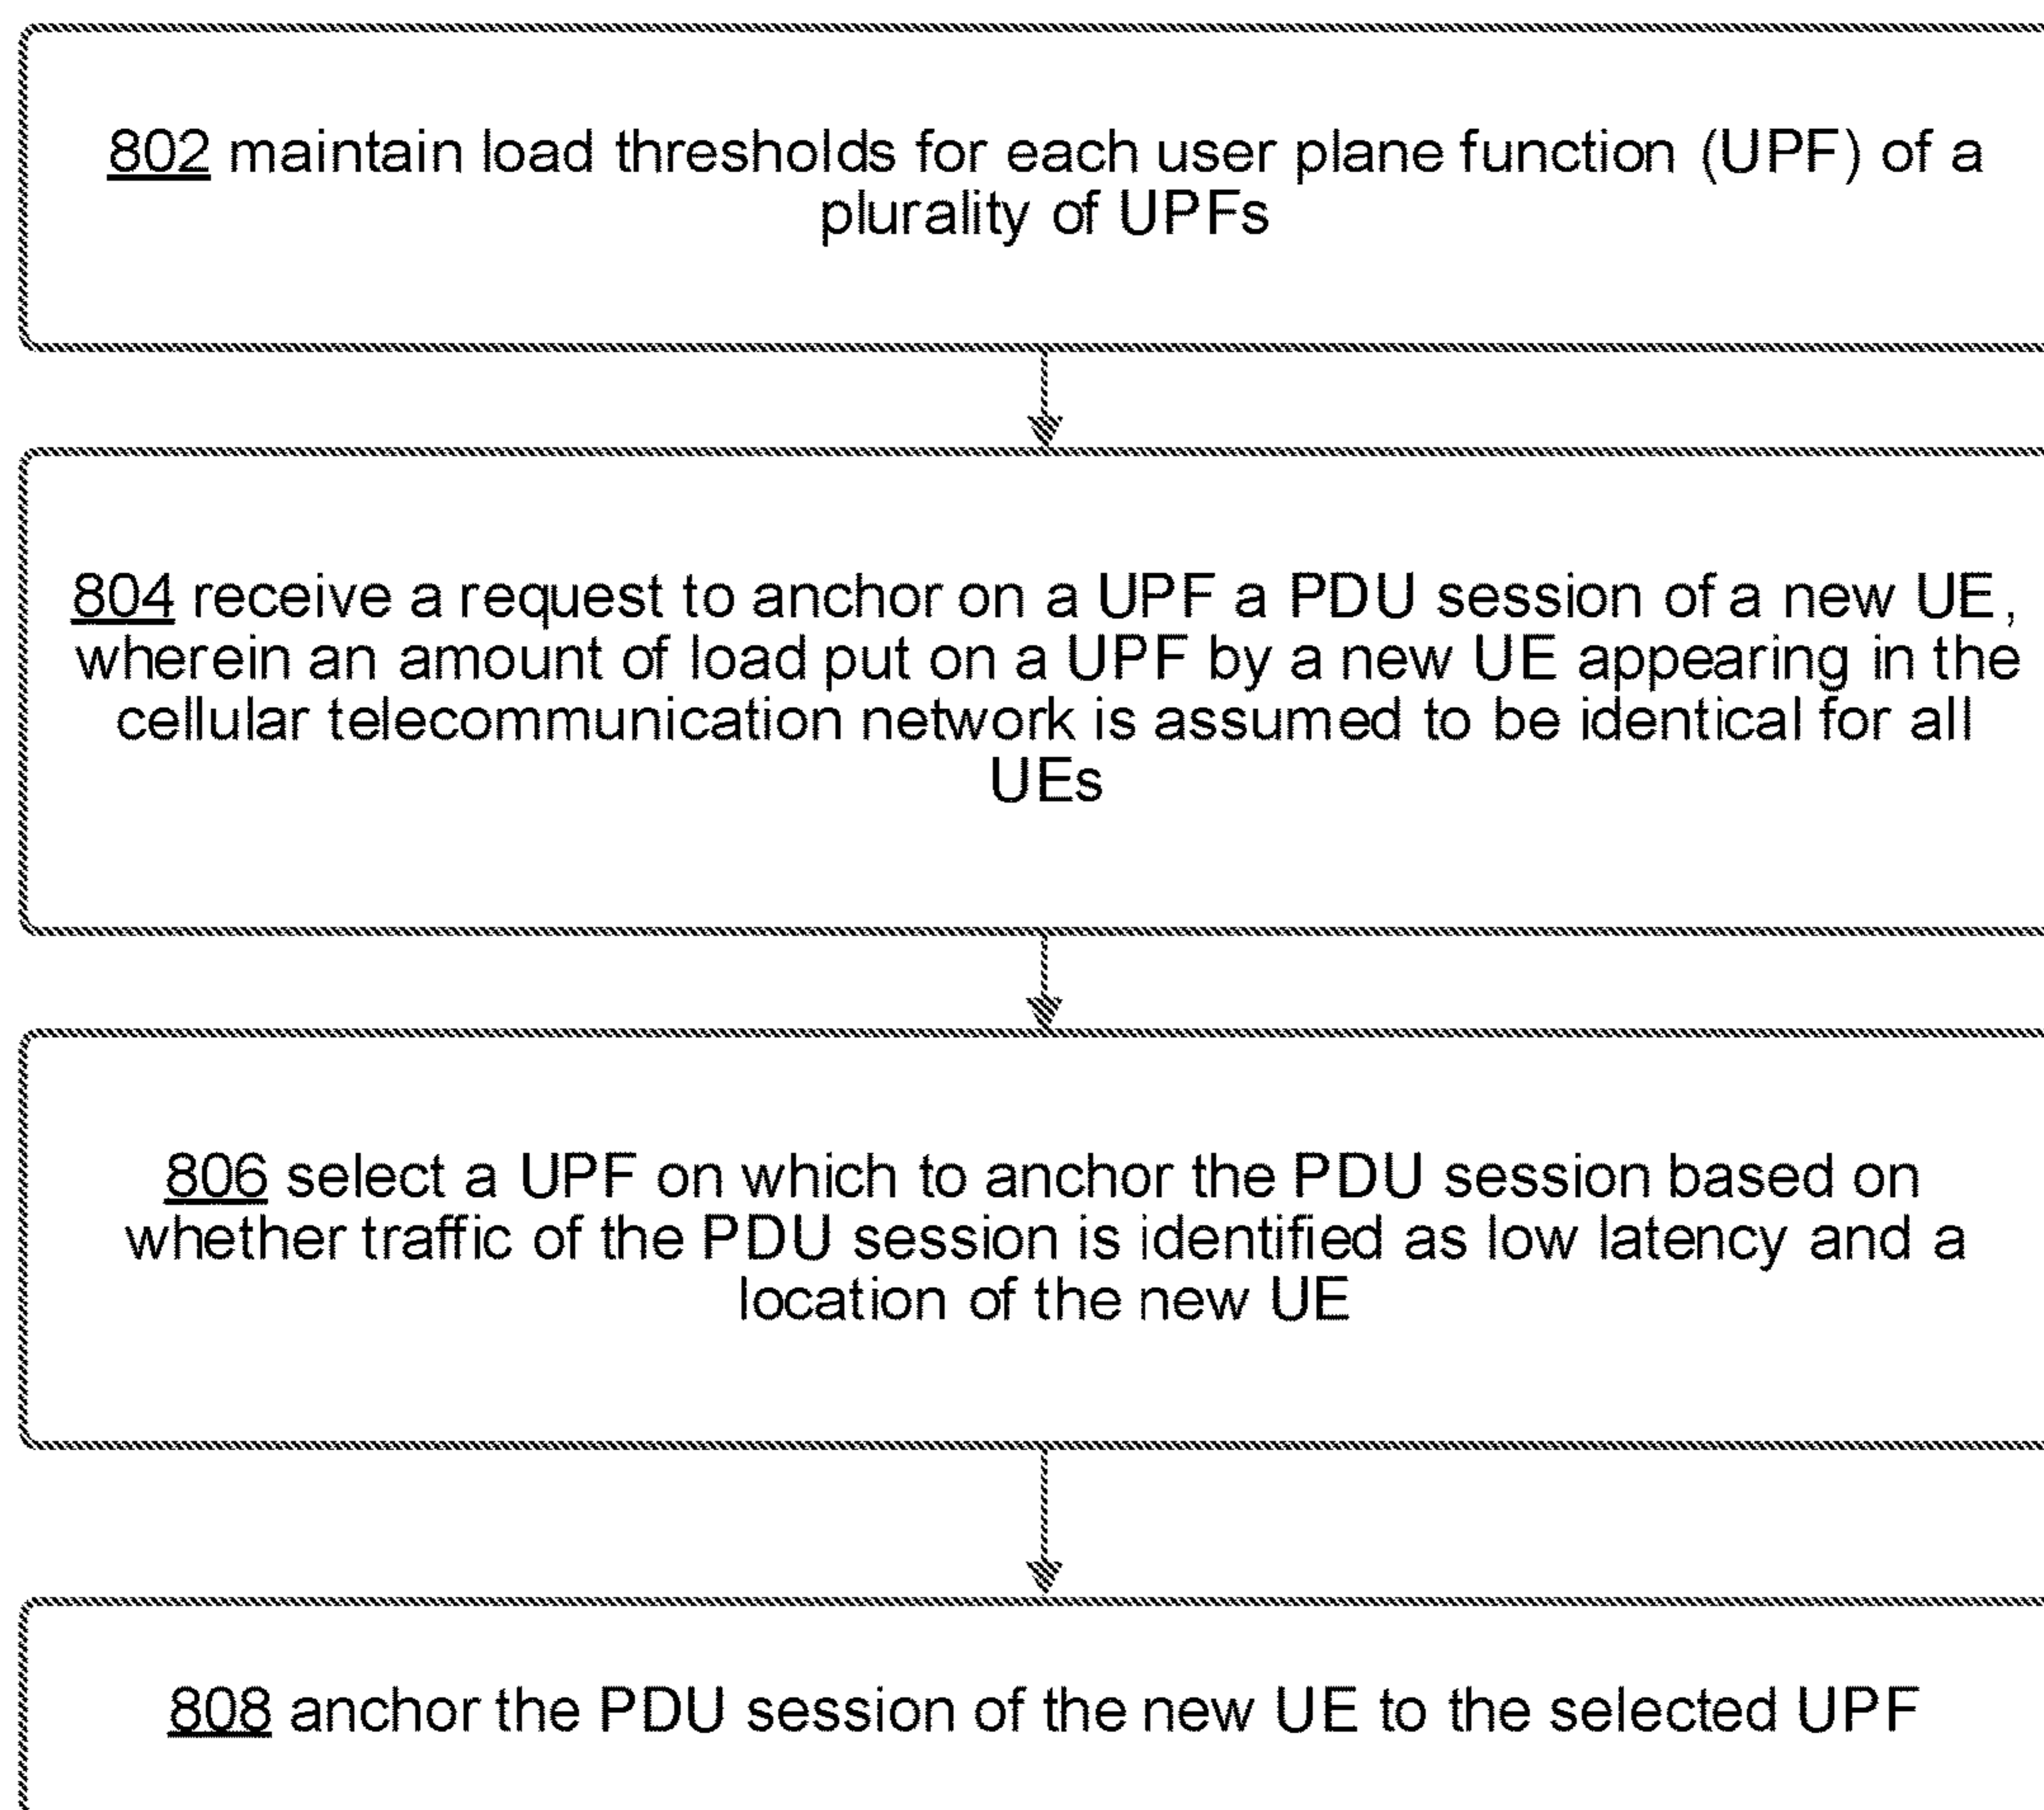 802 maintain load thresholds for each user plane function (UPF) of a
plurality of UPFs
804 receive a request to anchor on a UPF a PDU session of a new UE,
wherein an amount of load put on a UPF by a new UE appearing in the
cellular telecommunication network is assumed to be identical for all
UEs
806 select a UPF on which to anchor the PDU session based on
whether traffic of the PDU session is identified as low latency and a
location of the new UE
808 anchor the PDU session of the new UE to the selected UPF